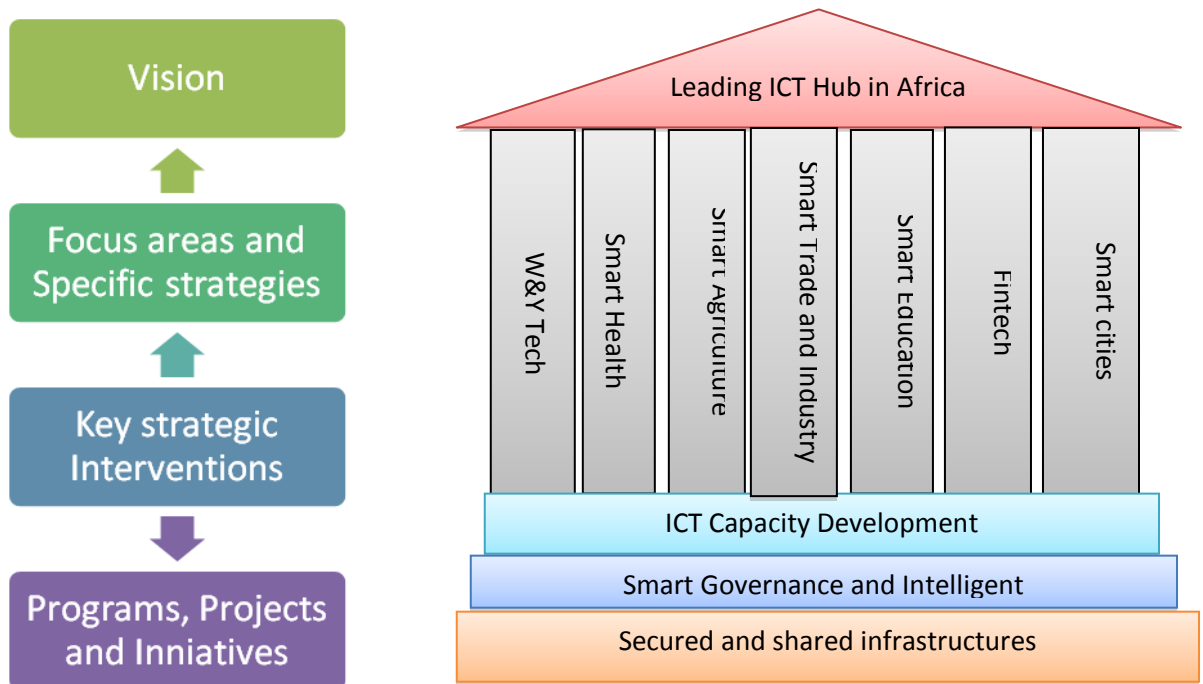 Vision
Focus areas and
Specific strategies
Key strategic
Interventions
Programs, Projects
and Inniatives
Leading ICT Hub in Africa
W&Y Tech
Smart Health
Smart Agriculture
Smart Trade and Industry
Smart Education
Fintech
Smart cities
ICT Capacity Development
Smart Governance and Intelligent
Secured and shared infrastructures